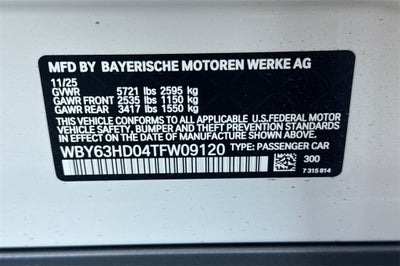 MFD BY BAYERISCHE MOTOREN WERKE AG
11/25
GVWR 5721 lbs 2595 kg
GAWR FRONT 2535 lbs 1150 kg
GAWR REAR 3417 lbs 1550 kg
THIS VEHICLE CONFORMS TO ALL APPLICABLE U.S.FEDERAL MOTOR
VEHICLE SAFETY, BUMPER, AND THEFT PREVENTION
STANDARDS IN EFFECT ON THE
DATE OF MANUFACTURE SHOWN ABOVE.
WBY63HD04TFW09120 TYPE: PASSENGER CAR
300
7 315 814